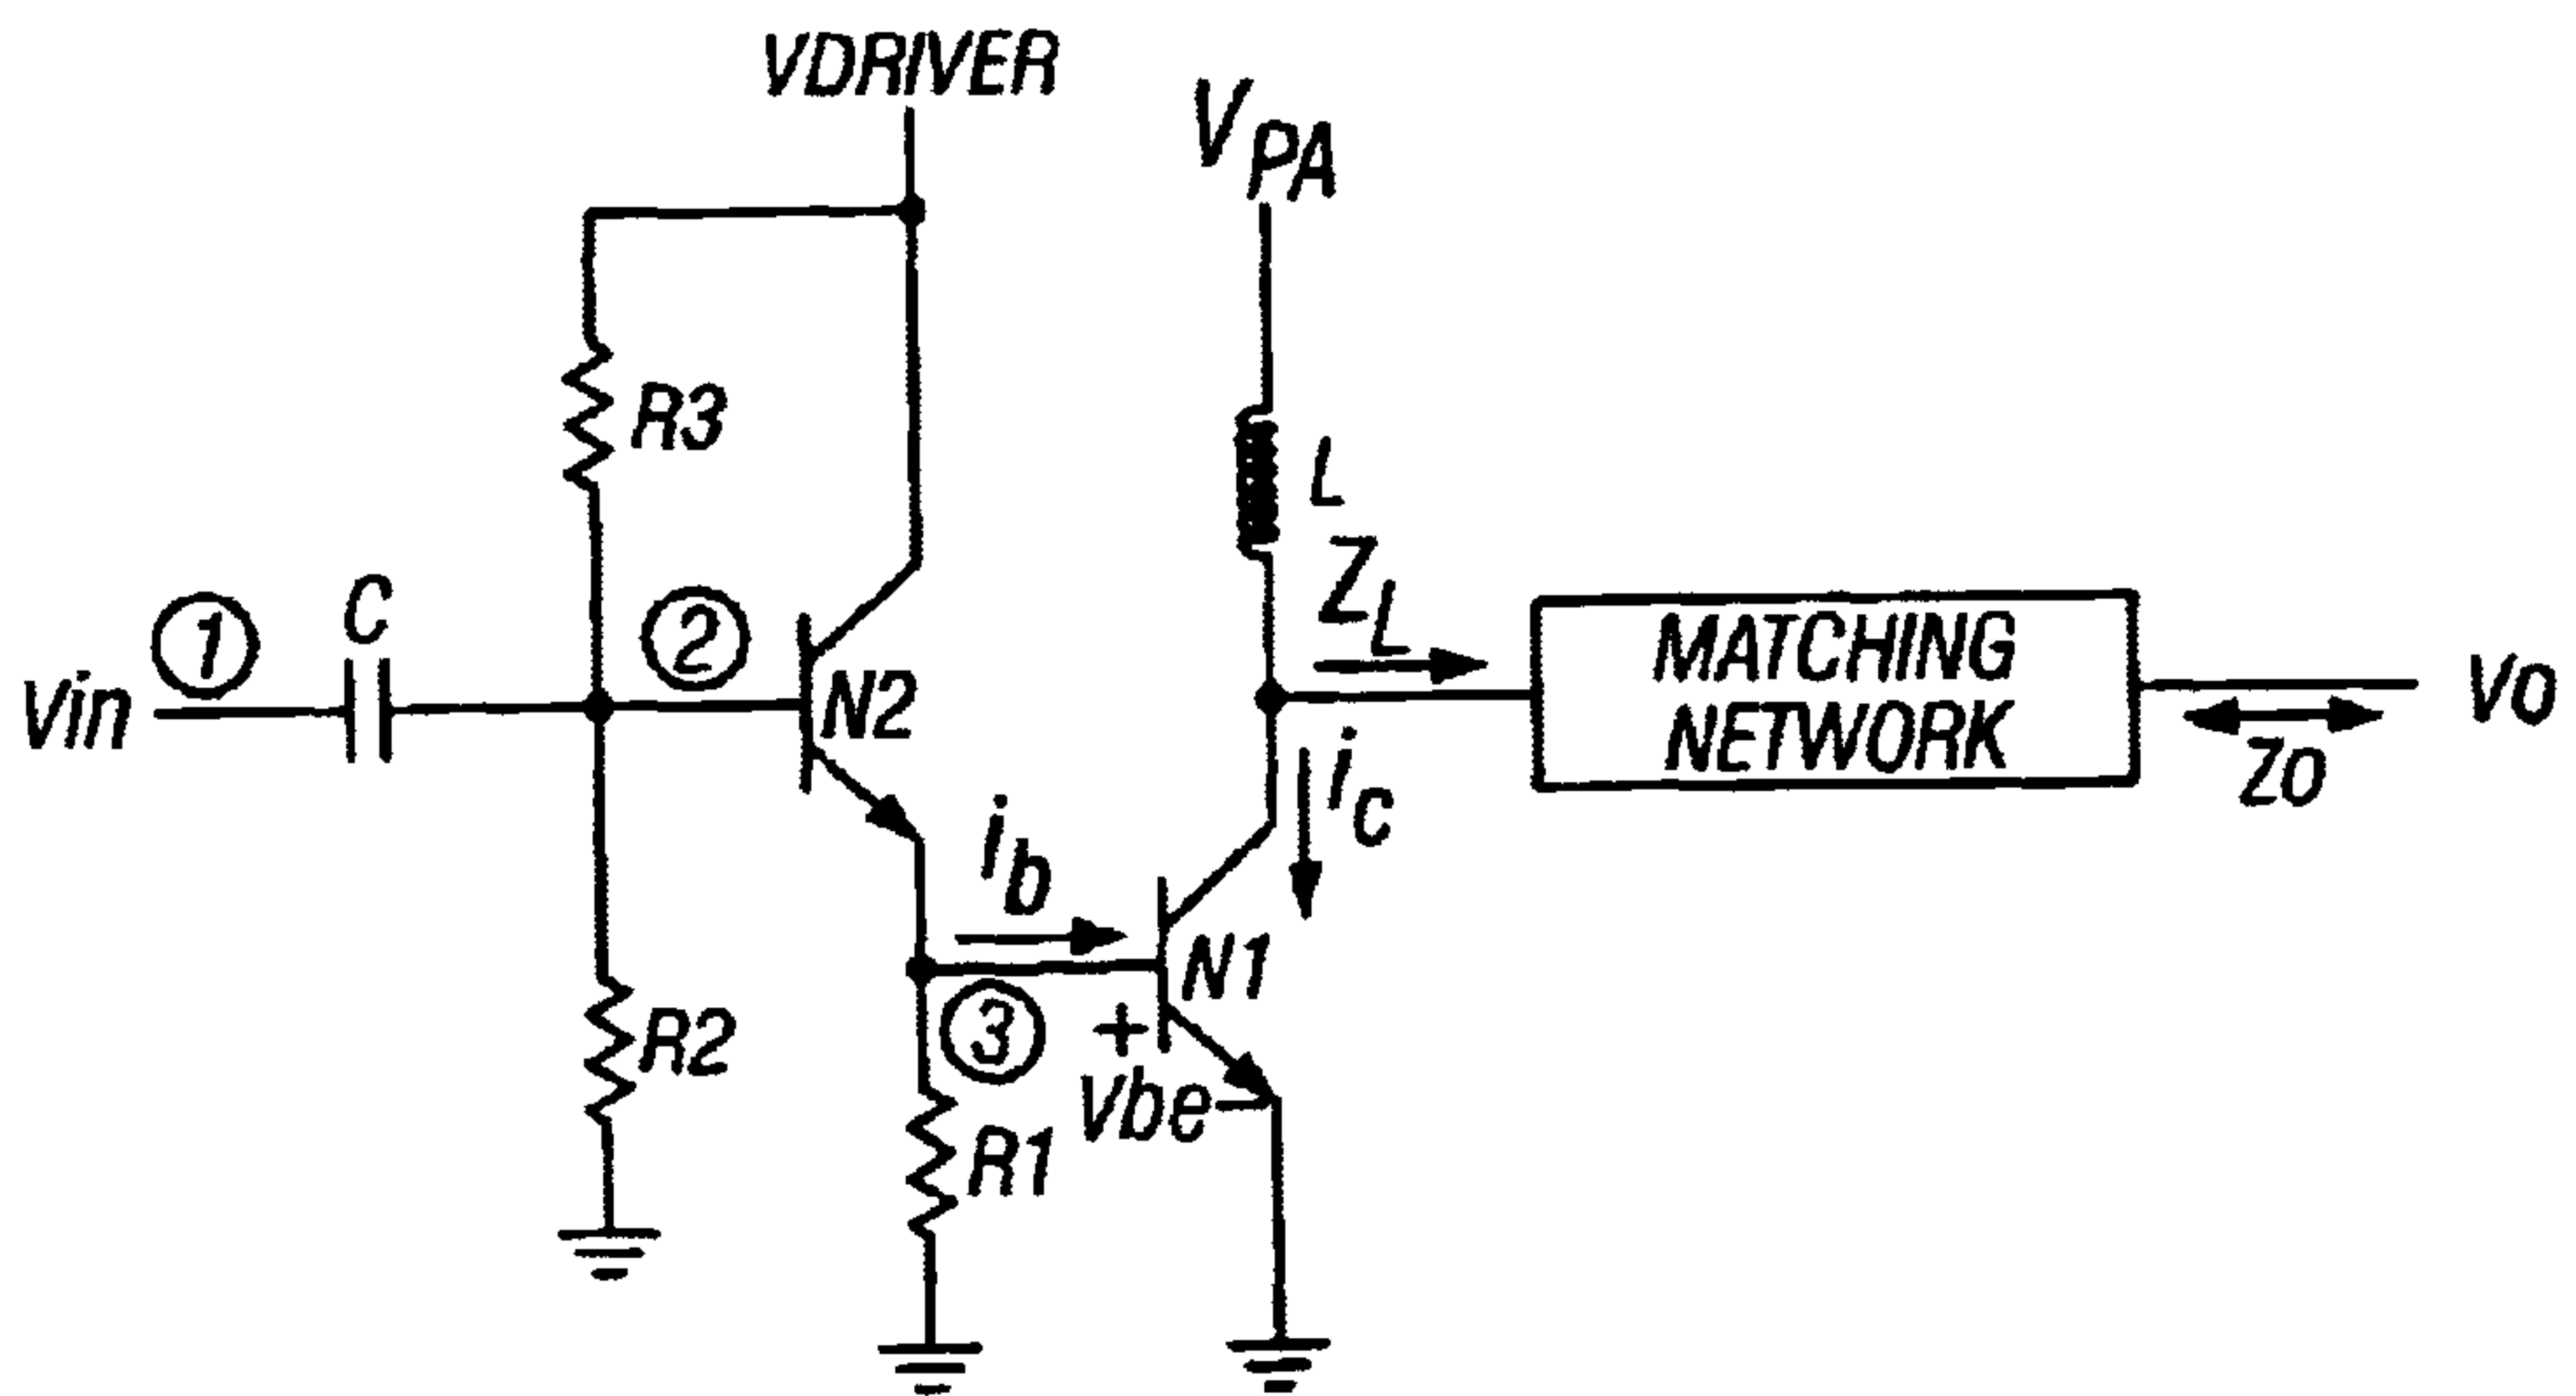 VDRIVER
VPA
R3
L
ZL
C
1
2
Vin
N2
MATCHING
NETWORK
Vo
Zo
ic
ib
N1
3
+
Vbe-
R2
R1